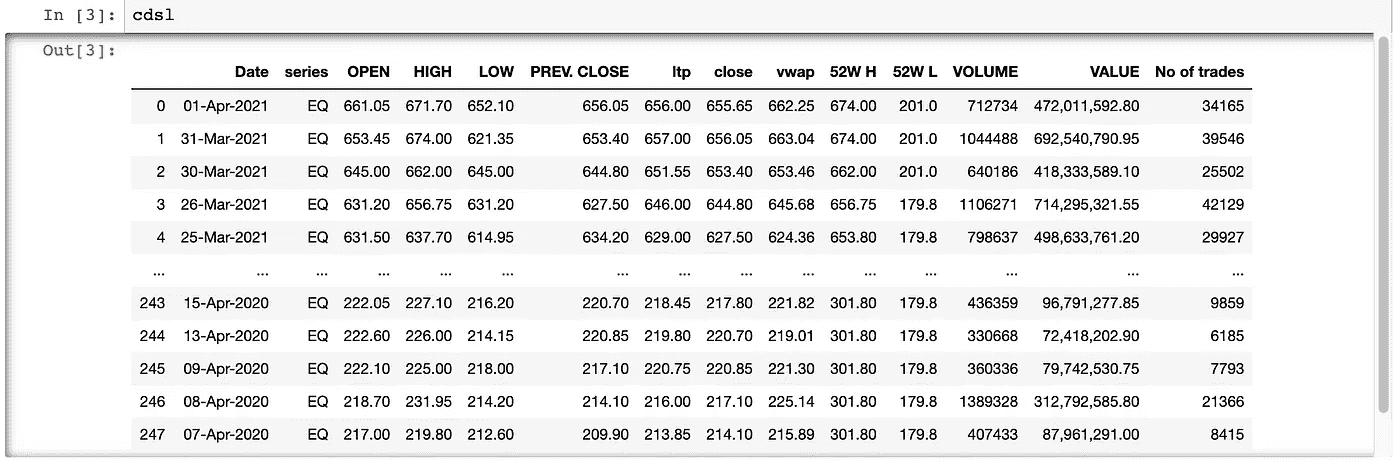 In [3]: cdsl
Out[3]:
Date series OPEN HIGH LOW PREV. CLOSE ltp close vwap 52W H 52W L VOLUME VALUE No of trades
0 01-Apr-2021 EQ 661.05 671.70 652.10 656.05 656.00 655.65 662.25 674.00 201.0 712734 472,011,592.80 34165
1 31-Mar-2021 EQ 653.45 674.00 621.35 653.40 657.00 656.05 663.04 674.00 201.0 1044488 692,540,790.95 39546
2 30-Mar-2021 EQ 645.00 662.00 645.00 644.80 651.55 653.40 653.46 662.00 201.0 640186 418,333,589.10 25502
3 26-Mar-2021 EQ 631.20 656.75 631.20 627.50 646.00 644.80 645.68 656.75 179.8 1106271 714,295,321.55 42129
4 25-Mar-2021 EQ 631.50 637.70 614.95 634.20 629.00 627.50 624.36 653.80 179.8 798637 498,633,761.20 29927
... ... ... ... ... ... ... ... ... ... ... ... ... ... ...
243 15-Apr-2020 EQ 222.05 227.10 216.20 220.70 218.45 217.80 221.82 301.80 179.8 436359 96,791,277.85 9859
244 13-Apr-2020 EQ 222.60 226.00 214.15 220.85 219.80 220.70 219.01 301.80 179.8 330668 72,418,202.90 6185
245 09-Apr-2020 EQ 222.10 225.00 218.00 217.10 220.75 220.85 221.30 301.80 179.8 360336 79,742,530.75 7793
246 08-Apr-2020 EQ 218.70 231.95 214.20 214.10 216.00 217.10 225.14 301.80 179.8 1389328 312,792,585.80 21366
247 07-Apr-2020 EQ 217.00 219.80 212.60 209.90 213.85 214.10 215.89 301.80 179.8 407433 87,961,291.00 8415